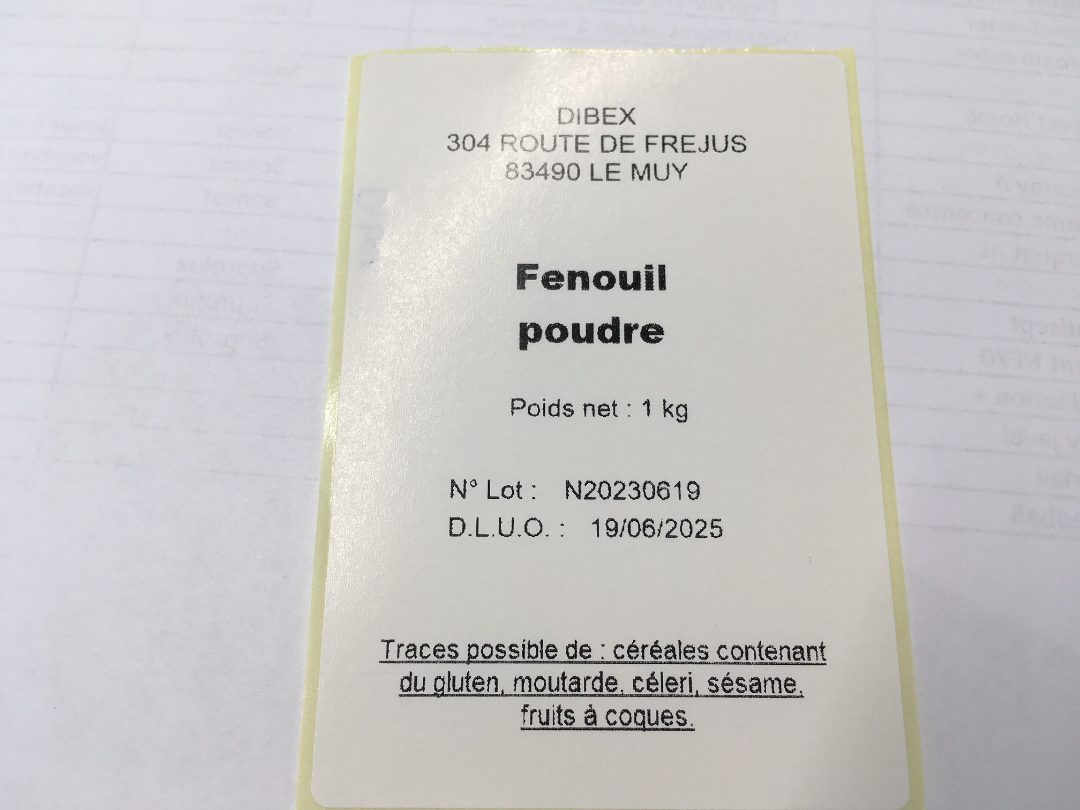 DIBEX
304 ROUTE DE FREJUS
83490 LE MUY
Fenouil
poudre
Poids net : 1 kg
N° Lot : N20230619
D.L.U.O. : 19/06/2025
Traces possible de : céréales contenant
du gluten, moutarde, céleri, sésame,
fruits à coques.